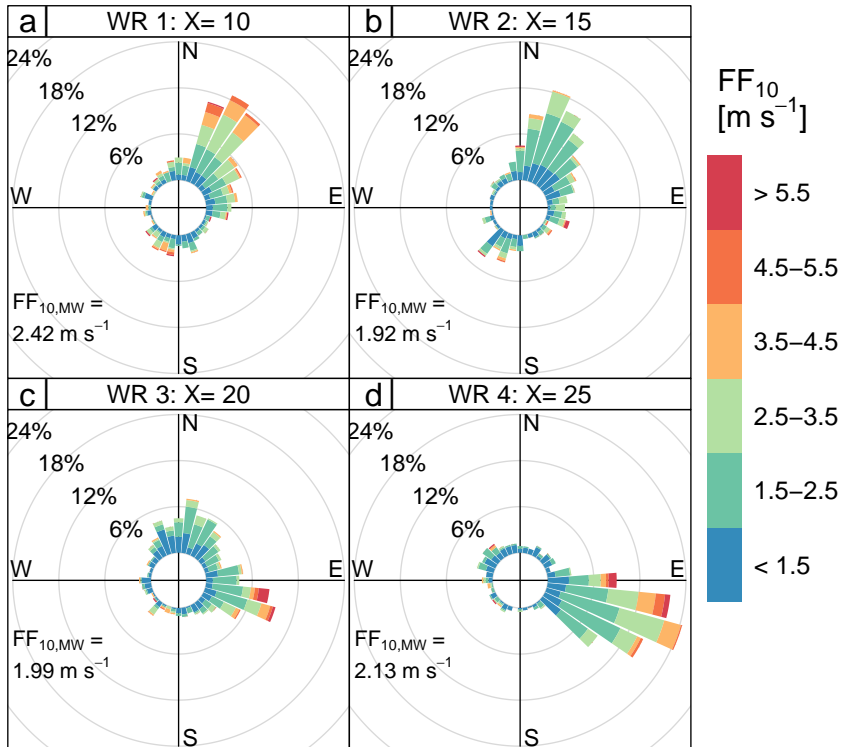 a WR 1: X= 10
N
24%
18%
12%
6%
W E
FF10,MW =
2.42 m s−1
S
b WR 2: X= 15
N
24%
18%
12%
6%
W E
FF10,MW =
1.92 m s−1
S
c WR 3: X= 20
N
24%
18%
12%
6%
W E
FF10,MW =
1.99 m s−1
S
d WR 4: X= 25
N
24%
18%
12%
6%
W E
FF10,MW =
2.13 m s−1
S
FF10
[m s−1]
> 5.5
4.5−5.5
3.5−4.5
2.5−3.5
1.5−2.5
< 1.5